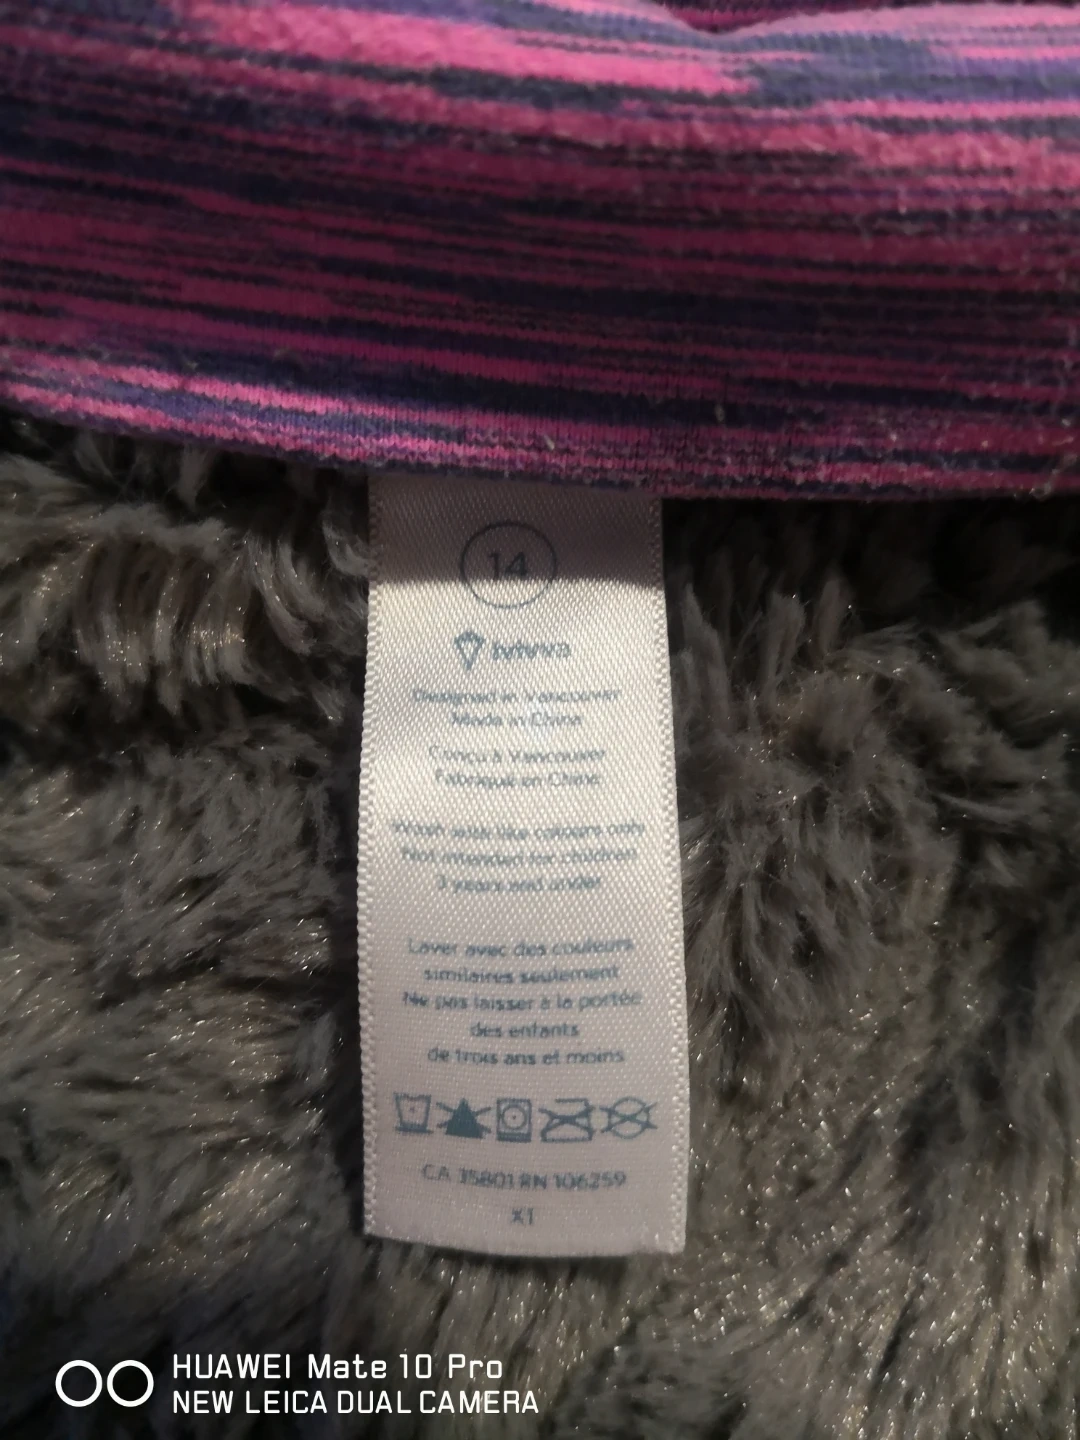 14
ivivva
Designed in Vancouver
Made in China
Conçu à Vancouver
Fabriqué en Chine
Wash with like colours only
Not intended for children
3 years and under
Laver avec des couleurs
similaires seulement
Ne pas laisser à la portée
des enfants
de trois ans et moins
CA 35801 RN 106259
X1
HUAWEI Mate 10 Pro
NEW LEICA DUAL CAMERA